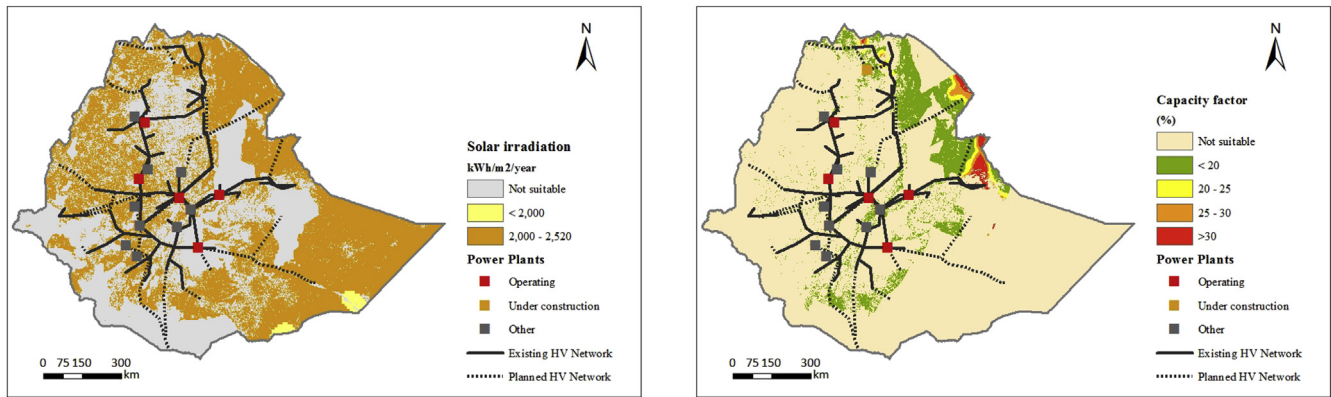 N
Solar irradiation
kWh/m2/year
Not suitable
< 2,000
2,000 - 2,520
Power Plants
Operating
Under construction
Other
Existing HV Network
Planned HV Network
0 75 150 300
km
N
Capacity factor
(%)
Not suitable
< 20
20 - 25
25 - 30
>30
Power Plants
Operating
Under construction
Other
Existing HV Network
Planned HV Network
0 75 150 300
km